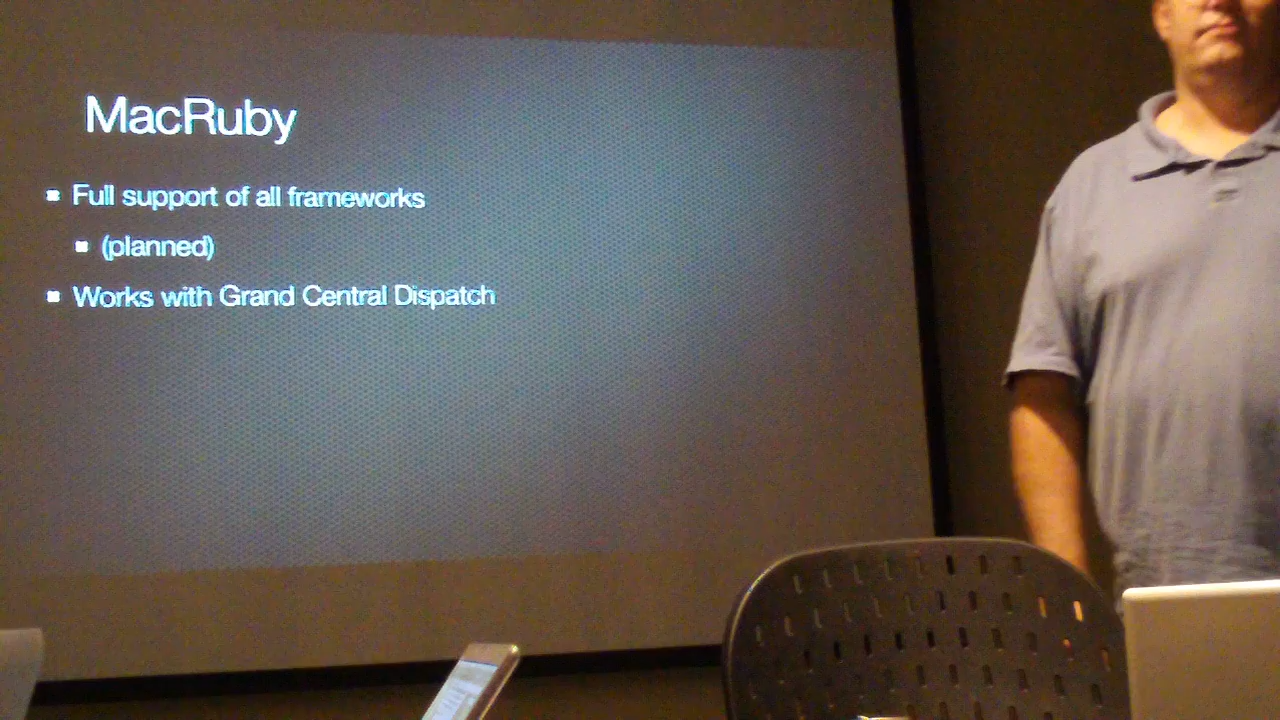 MacRuby
Full support of all frameworks
(planned)
Works with Grand Central Dispatch